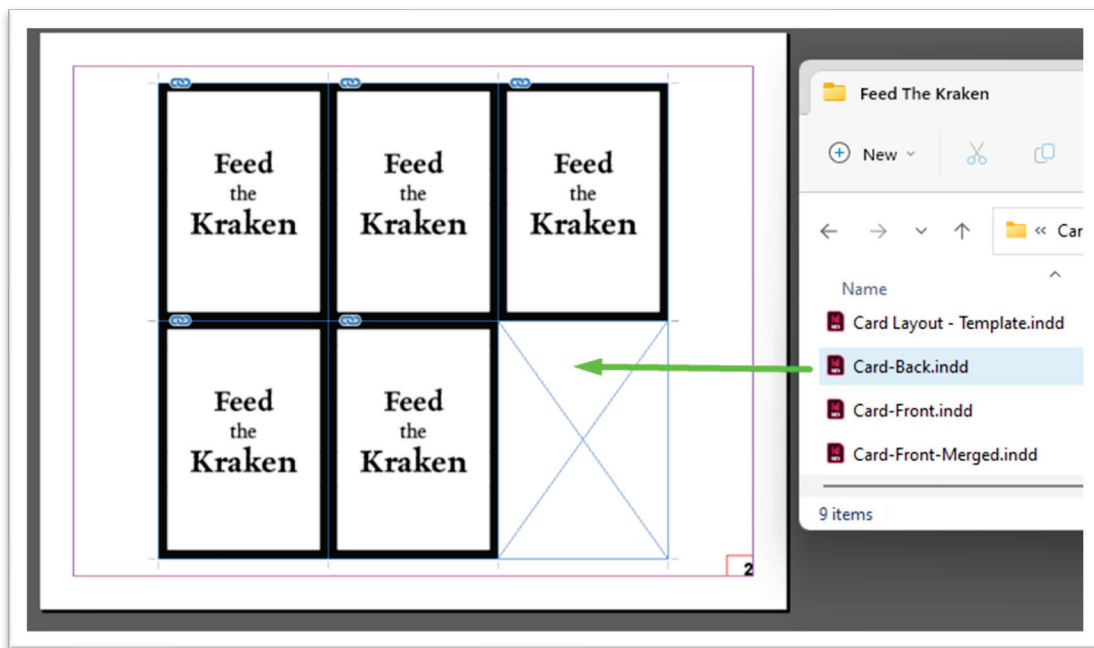 Feed
the
Kraken
Feed
the
Kraken
Feed
the
Kraken
Feed
the
Kraken
Feed
the
Kraken
2
Feed The Kraken
New
« Car
Name
Card Layout - Template.indd
Card-Back.indd
Card-Front.indd
Card-Front-Merged.indd
9 items